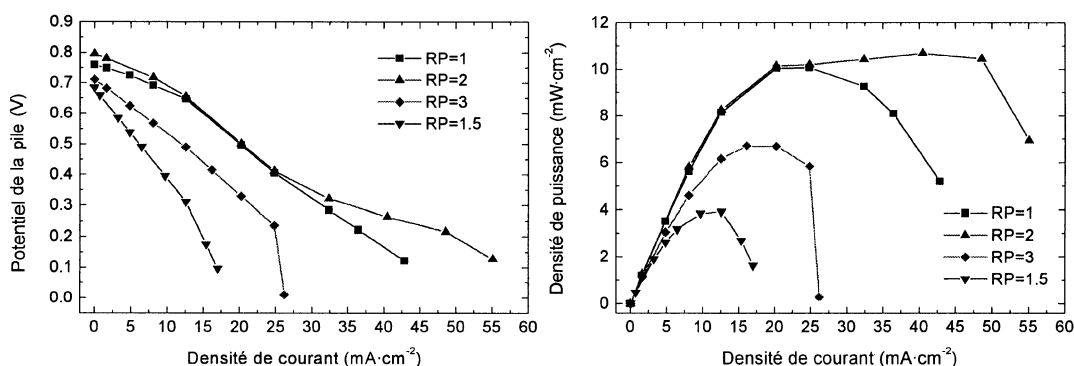 Potentiel de la pile (V)
0.9
0.8
0.7
0.6
0.5
0.4
0.3
0.2
0.1
0.0
RP=1
RP=2
RP=3
RP=1.5
0 5 10 15 20 25 30 35 40 45 50 55 60
Densité de courant (mA·cm⁻²)
Densité de puissance (mW·cm⁻²)
12
10
8
6
4
2
0
RP=1
RP=2
RP=3
RP=1.5
0 5 10 15 20 25 30 35 40 45 50 55 60
Densité de courant (mA·cm⁻²)